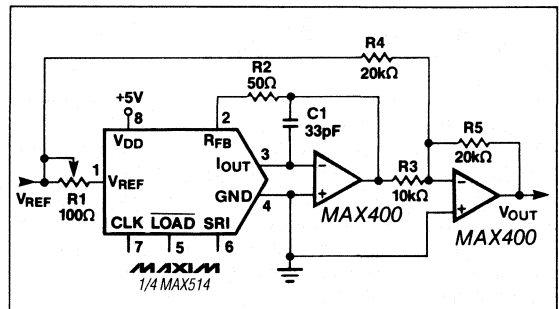 R4
20kΩ
R2
50Ω
+5V
8
2
C1
33pF
R5
20kΩ
VDD
RFB
3
IOUT
R3
10kΩ
1
VREF
GND
4
VREF
R1
100Ω
MAX400
VOUT
CLK LOAD SRI
7 5 6
MAX400
MAXIM
1/4 MAX514